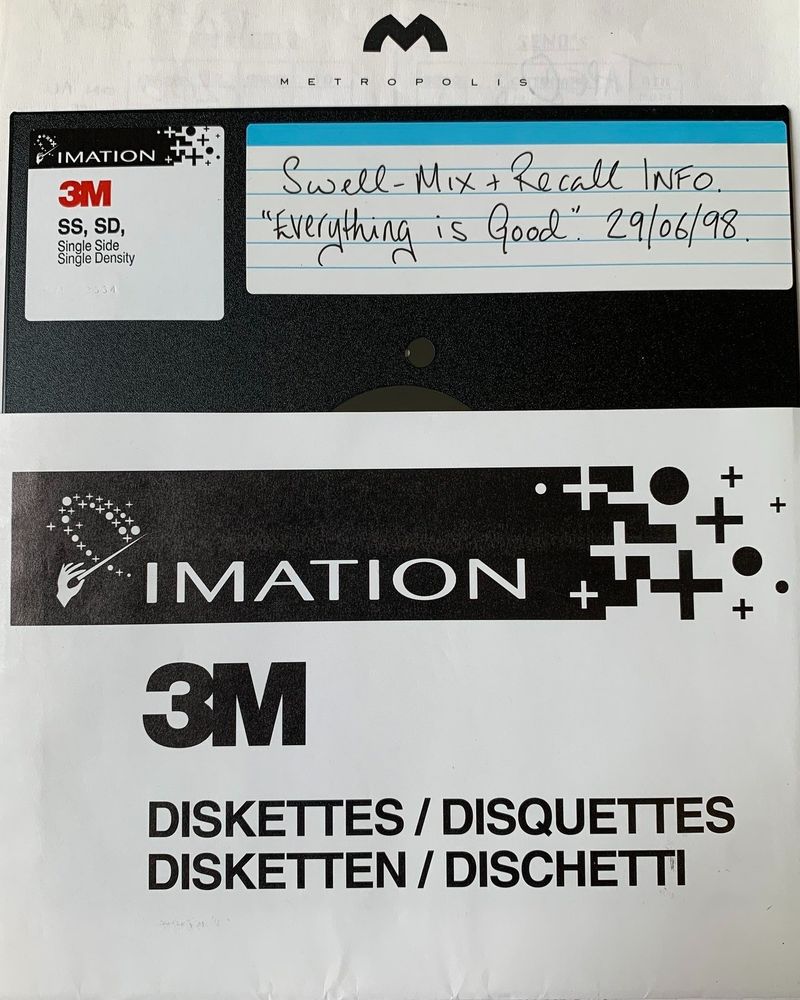 METROPOLIS
IMATION
3M
SS, SD,
Single Side
Single Density
Swell-Mix + Recall INFO.
"Everything is Good". 29/06/98.
IMATION
3M
DISKETTES / DISQUETTES
DISKETTEN / DISCHETTI